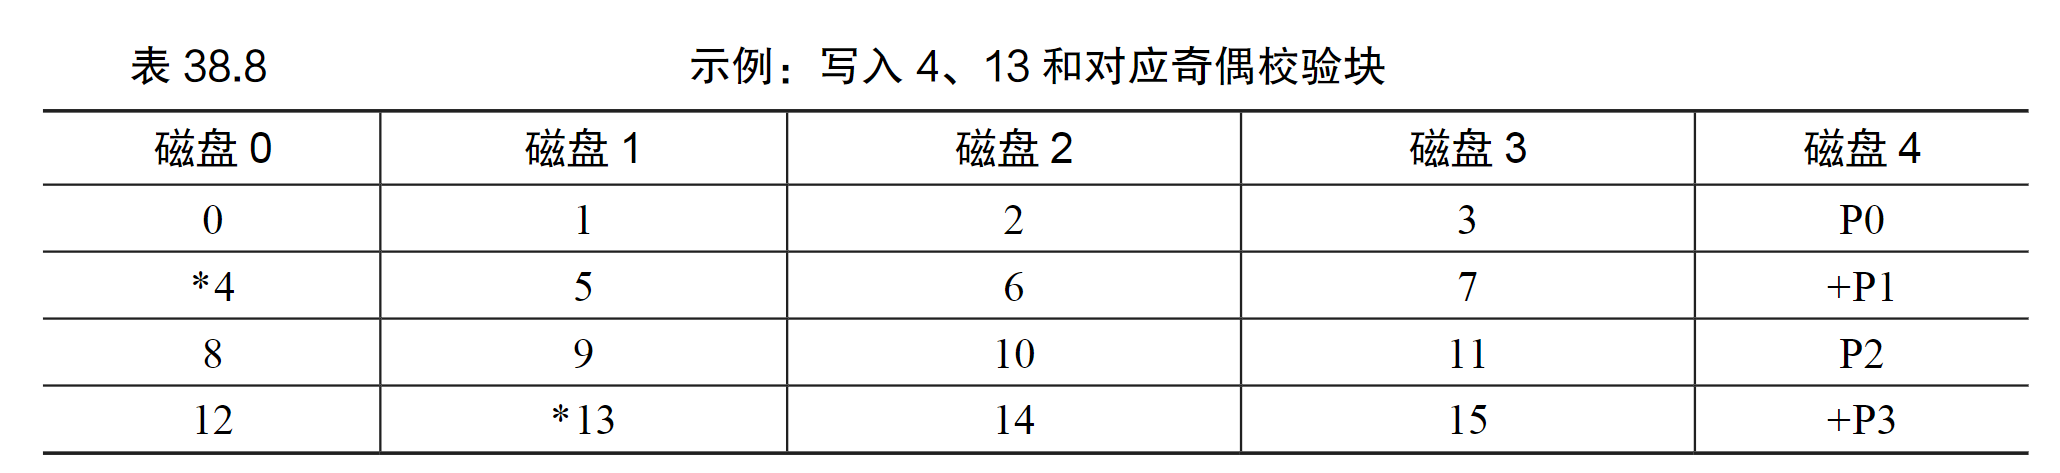 表 38.8 示例：写入 4、13 和对应奇偶校验块
磁盘 0 磁盘 1 磁盘 2 磁盘 3 磁盘 4
0 1 2 3 P0
*4 5 6 7 +P1
8 9 10 11 P2
12 *13 14 15 +P3